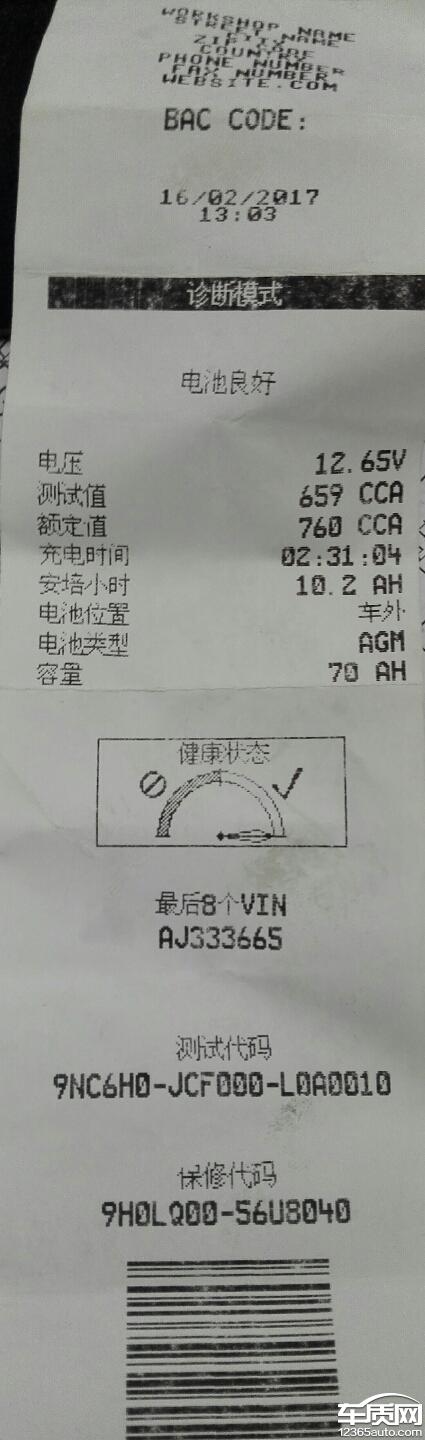 WORKSHOP NAME
STREET NAME
CITY
ZIP CODE
COUNTRY
PHONE NUMBER
FAX NUMBER
WEBSITE.COM
BAC CODE:
16/02/2017
13:03
诊断模式
电池良好
电压 12.65V
测试值 659 CCA
额定值 760 CCA
充电时间 02:31:04
安培小时 10.2 AH
电池位置 车外
电池类型 AGM
容量 70 AH
健康状态
最后8个VIN
AJ333665
测试代码
9NC6H0-JCF000-L0A0010
保修代码
9H0LQ00-56U8040
车质网
12365auto.com